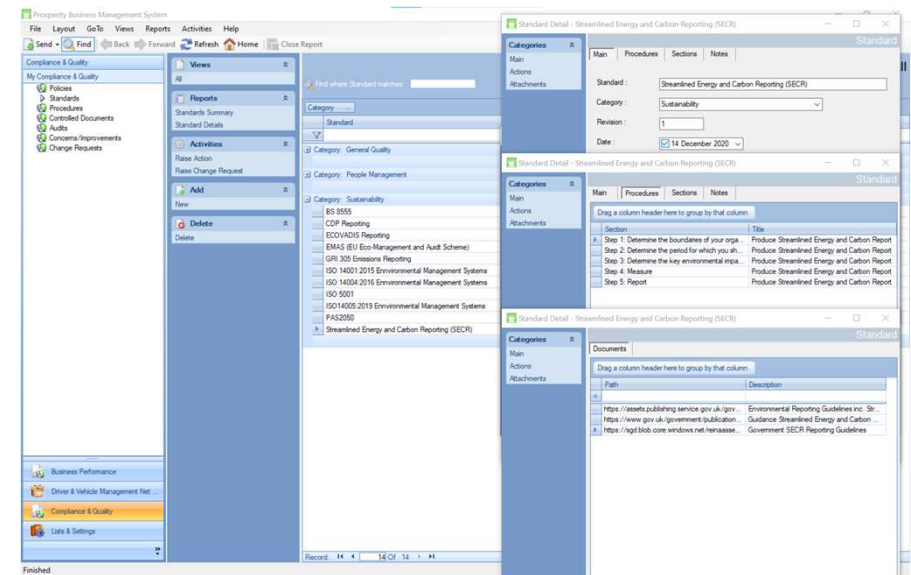 Prosperity Business Management System
File Layout GoTo Views Reports Activities Help
Send Find Back Forward Refresh Home Close Report
Compliance & Quality
My Compliance & Quality
Policies
Standards
Procedures
Controlled Documents
Audits
Concerns/Improvements
Change Requests
Business Performance
Driver & Vehicle Management Net ...
Compliance & Quality
Lists & Settings
Finished
Views
All
Reports
Standards Summary
Standard Details
Activities
Raise Action
Raise Change Request
Add
New
Delete
Delete
Find where Standard matches:
Category
Standard
Category: General Quality
Category: People Management
Category: Sustainability
BS 8555
CDP Reporting
ECOVADIS Reporting
EMAS (EU Eco-Management and Auidt Scheme)
GRI 305 Emissions Reporting
ISO 14001:2015 Ennvironmental Management Systems
ISO 14004:2016 Ennvironmental Management Systems
ISO 5001
ISO14005:2019 Ennvironmental Management Systems
PAS2050
Streamlined Energy and Carbon Reporting (SECR)
Record: 14 Of 14
Standard Detail - Streamlined Energy and Carbon Reporting (SECR)
Standard
Categories
Main
Actions
Attachments
Main Procedures Sections Notes
Standard : Streamlined Energy and Carbon Reporting (SECR)
Category : Sustainability
Revision : 1
Date : 14 December 2020
Standard Detail - Streamlined Energy and Carbon Reporting (SECR)
Standard
Categories
Main
Actions
Attachments
Main Procedures Sections Notes
Drag a column header here to group by that column.
Section Title
Step 1: Determine the boundaries of your orga... Produce Streamlined Energy and Carbon Report
Step 2: Determine the period for which you sh... Produce Streamlined Energy and Carbon Report
Step 3: Determine the key environmental impa... Produce Streamlined Energy and Carbon Report
Step 4: Measure Produce Streamlined Energy and Carbon Report
Step 5: Report Produce Streamlined Energy and Carbon Report
Standard Detail - Streamlined Energy and Carbon Reporting (SECR)
Standard
Categories
Main
Actions
Attachments
Documents
Drag a column header here to group by that column.
Path Description
https://assets.publishing.service.gov.uk/gov... Environmental Reporting Guidelines inc. Str...
https://www.gov.uk/government/publication... Guidance Streamlined Energy and Carbon ...
https://sgd.blob.core.windows.net/reinaasse... Government SECR Reporting Guidelines